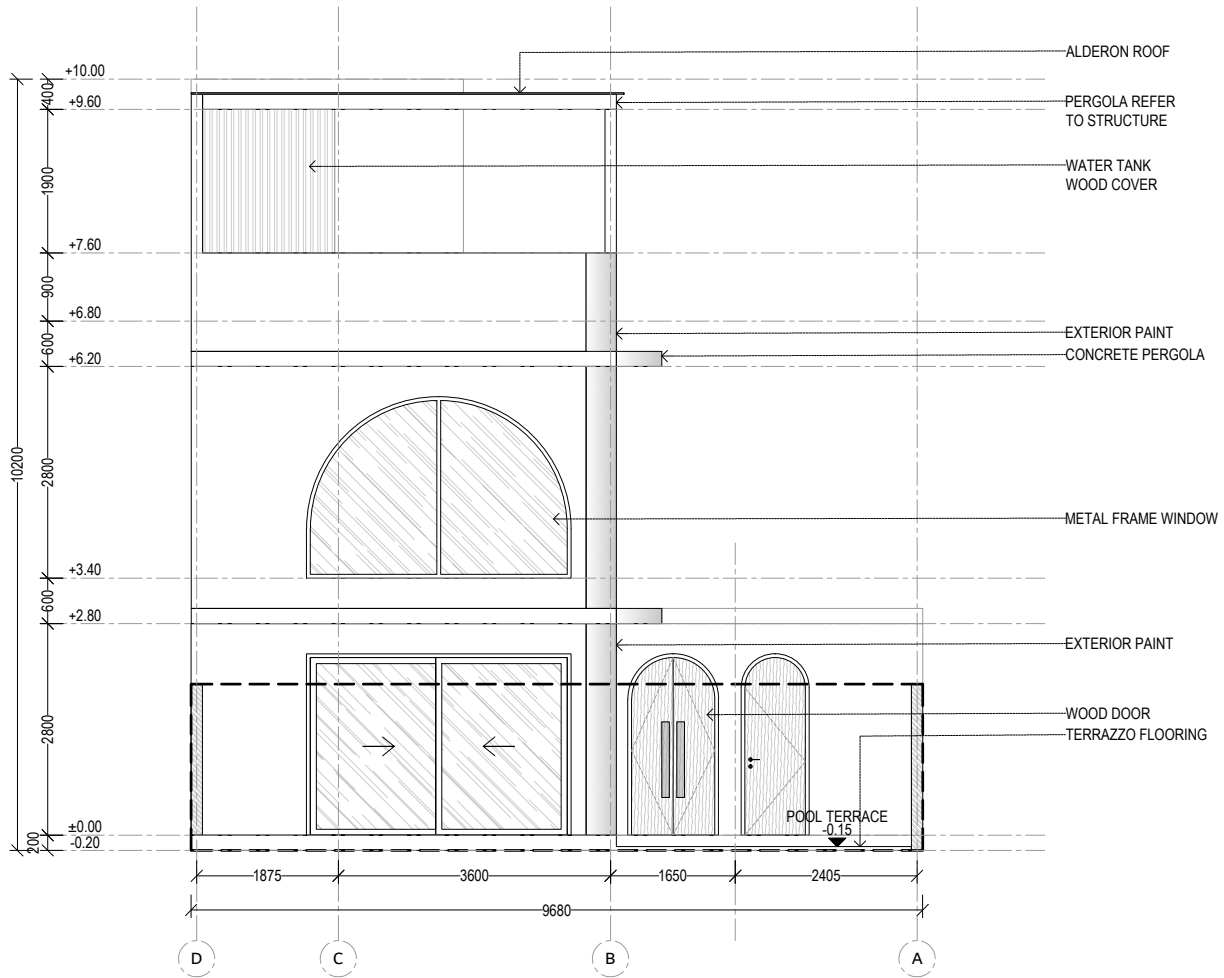 ALDERON ROOF
+10.00
400
+9.60
PERGOLA REFER
TO STRUCTURE
WATER TANK
WOOD COVER
1900
+7.60
900
+6.80
EXTERIOR PAINT
600
CONCRETE PERGOLA
+6.20
10200
2800
METAL FRAME WINDOW
+3.40
600
+2.80
EXTERIOR PAINT
2800
WOOD DOOR
TERRAZZO FLOORING
POOL TERRACE
-0.15
±0.00
-0.20
200
1875
3600
1650
2405
9680
D
C
B
A